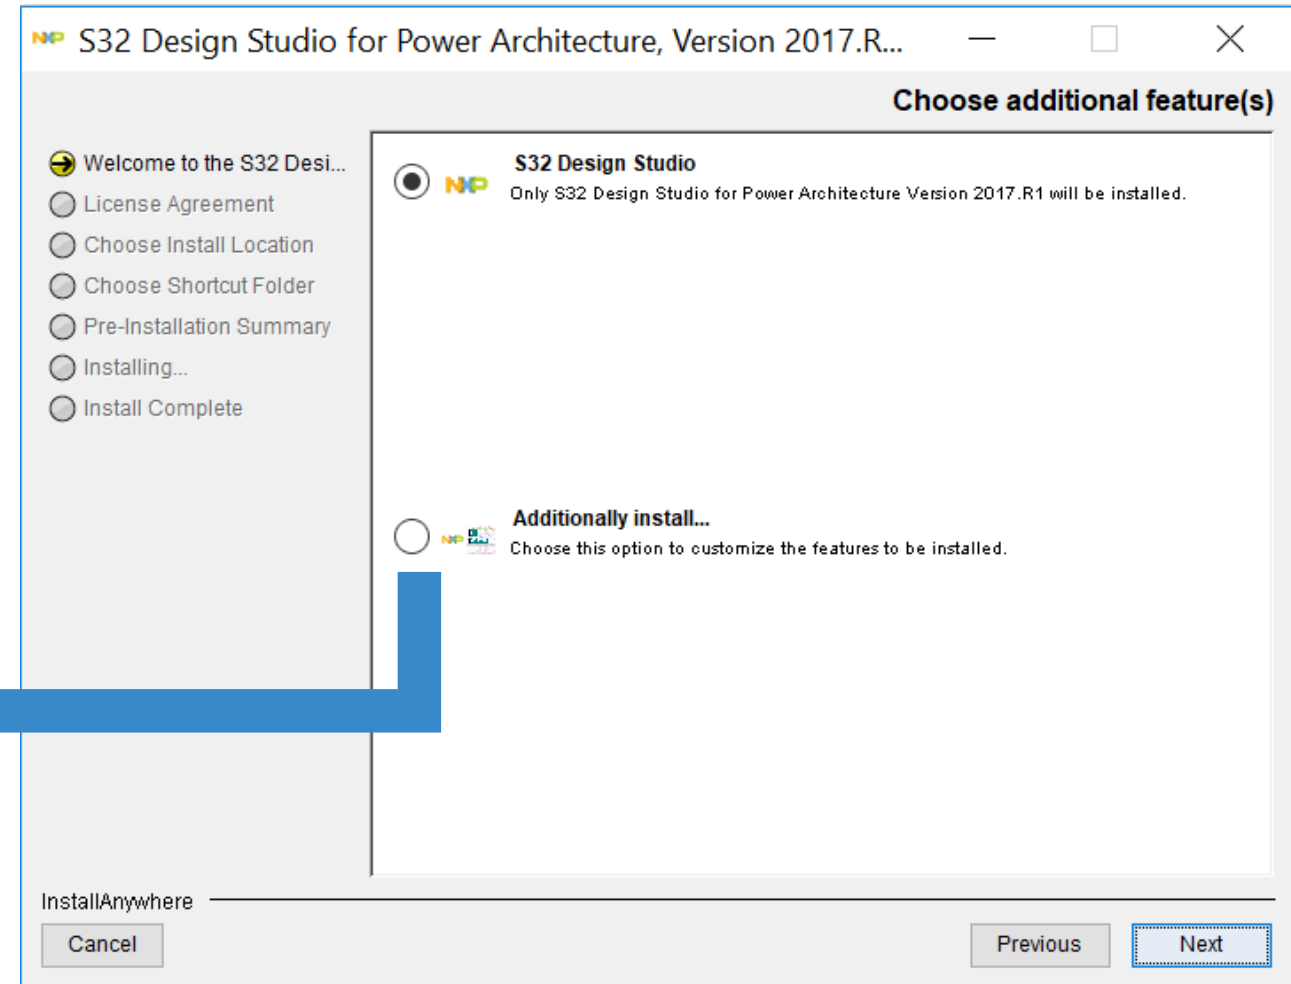 NXP S32 Design Studio for Power Architecture, Version 2017.R...
Choose additional feature(s)
Welcome to the S32 Desi...
License Agreement
Choose Install Location
Choose Shortcut Folder
Pre-Installation Summary
Installing...
Install Complete
NXP
S32 Design Studio
Only S32 Design Studio for Power Architecture Version 2017.R1 will be installed.
NXP
Additionally install...
Choose this option to customize the features to be installed.
InstallAnywhere
Cancel
Previous
Next